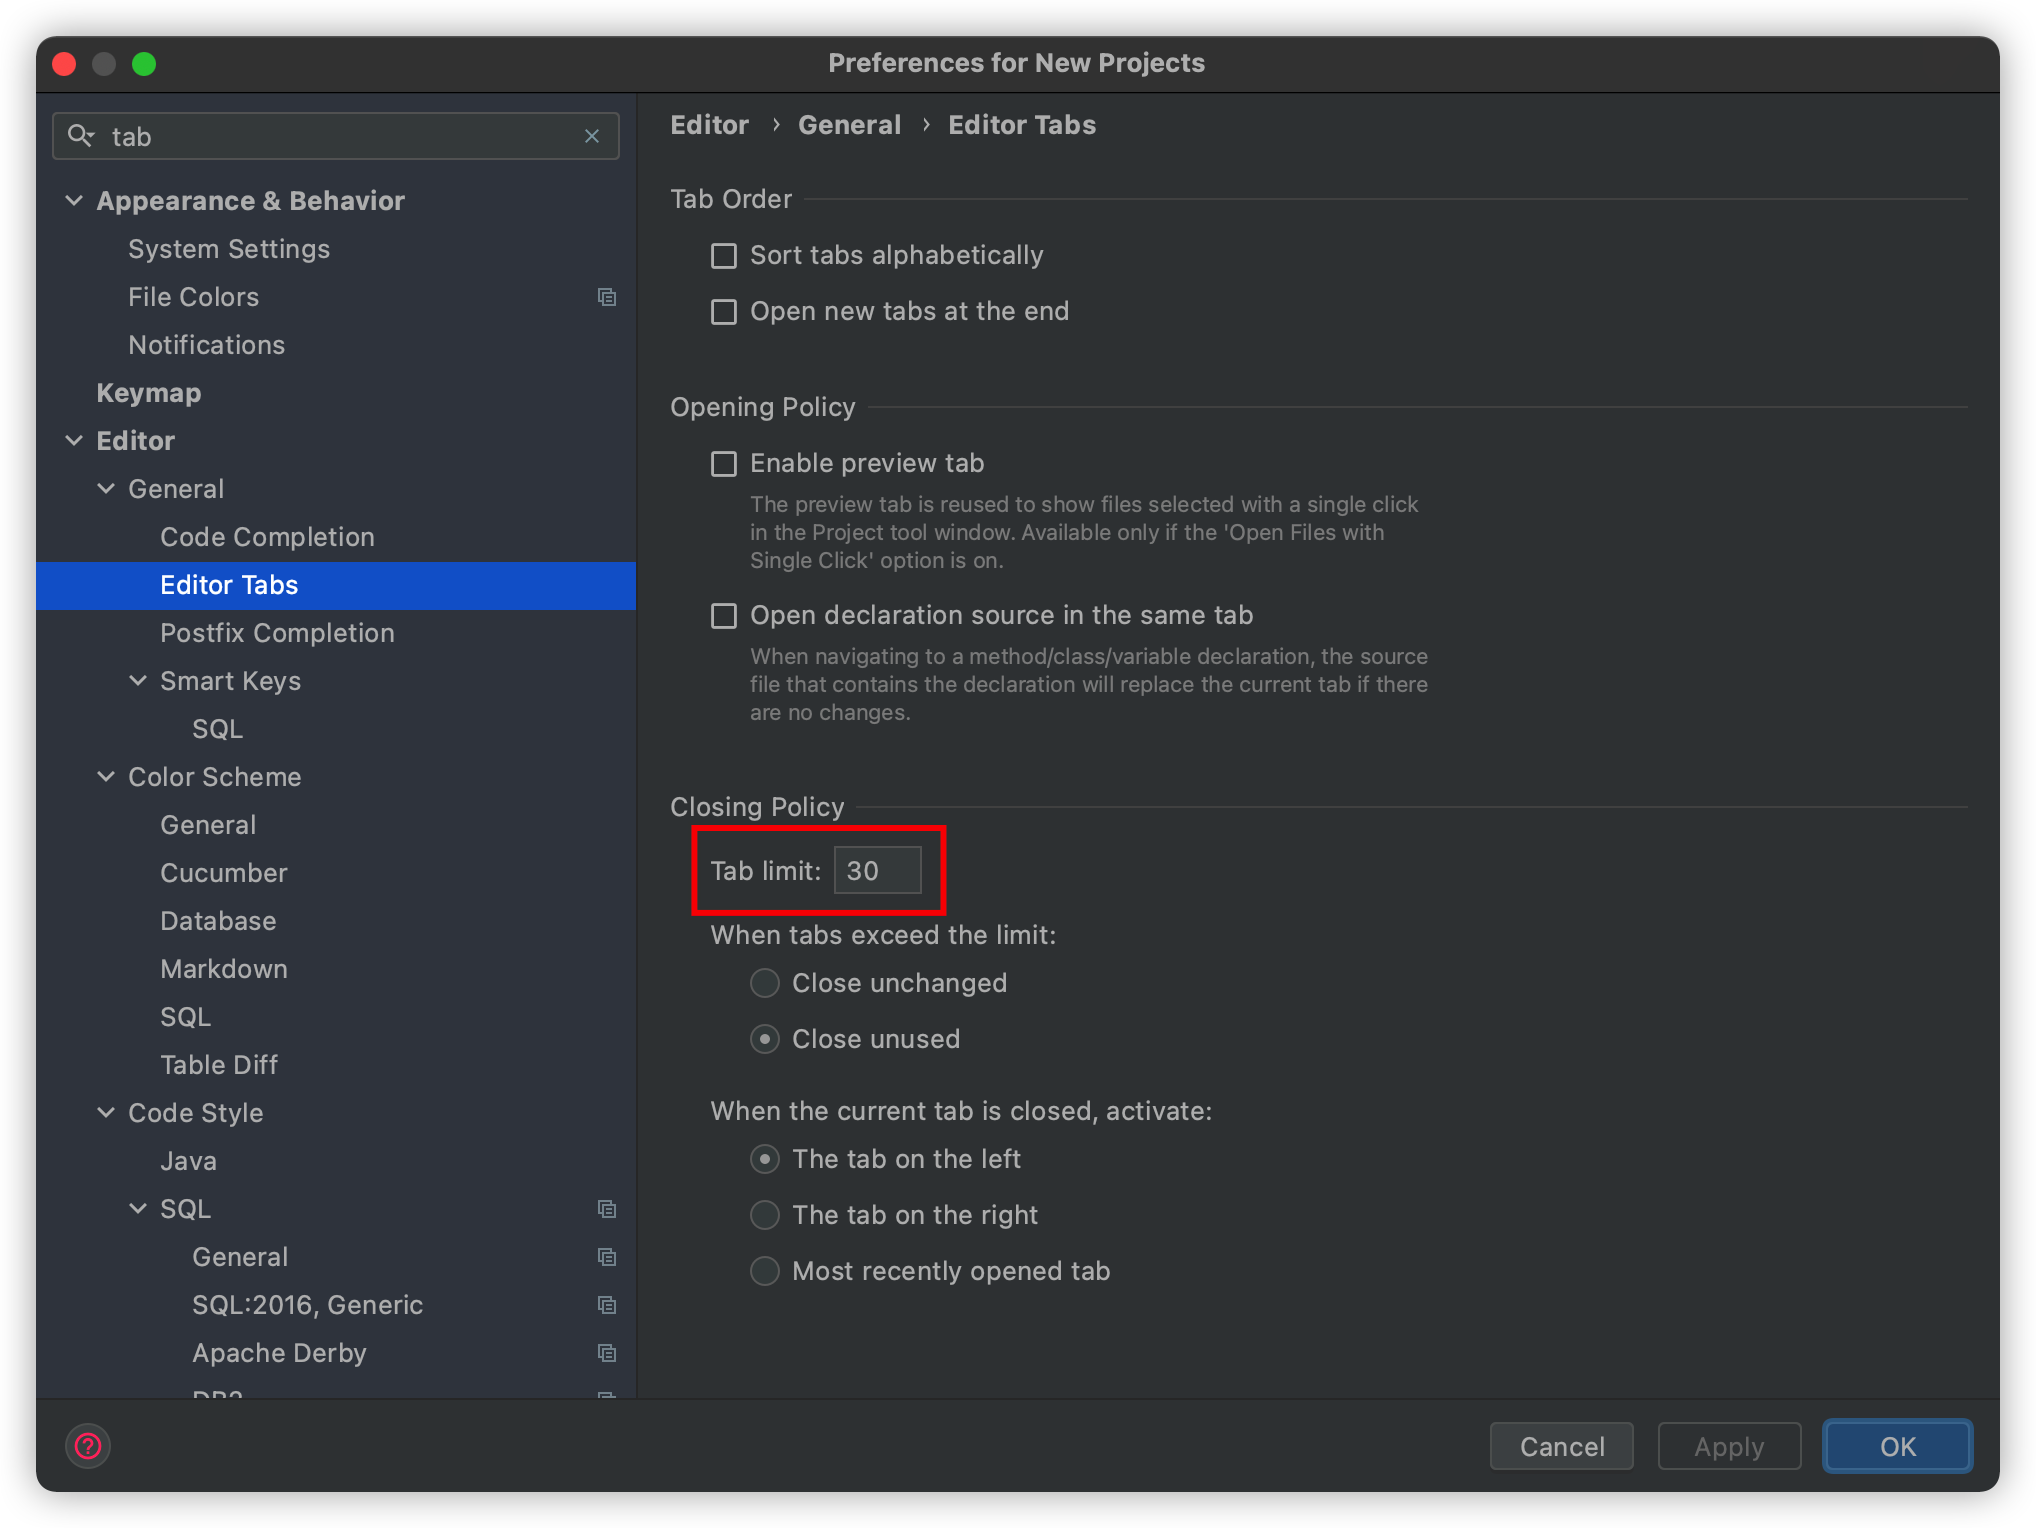 Preferences for New Projects
tab
Appearance & Behavior
System Settings
File Colors
Notifications
Keymap
Editor
General
Code Completion
Editor Tabs
Postfix Completion
Smart Keys
SQL
Color Scheme
General
Cucumber
Database
Markdown
SQL
Table Diff
Code Style
Java
SQL
General
SQL:2016, Generic
Apache Derby
DB2
Editor › General › Editor Tabs
Tab Order
Sort tabs alphabetically
Open new tabs at the end
Opening Policy
Enable preview tab
The preview tab is reused to show files selected with a single click
in the Project tool window. Available only if the 'Open Files with
Single Click' option is on.
Open declaration source in the same tab
When navigating to a method/class/variable declaration, the source
file that contains the declaration will replace the current tab if there
are no changes.
Closing Policy
Tab limit: 30
When tabs exceed the limit:
Close unchanged
Close unused
When the current tab is closed, activate:
The tab on the left
The tab on the right
Most recently opened tab
?
Cancel
Apply
OK